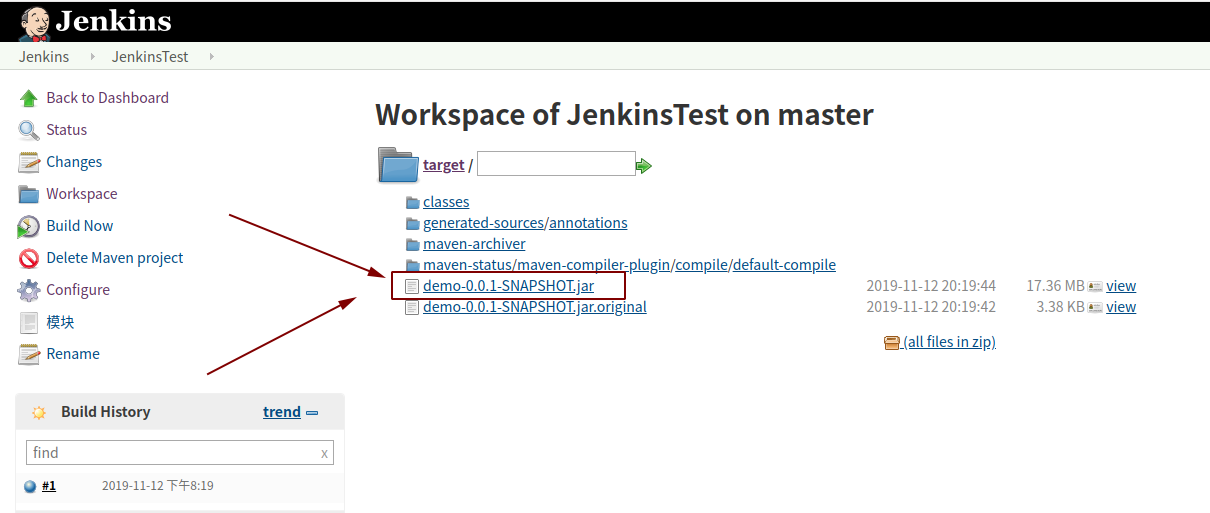 Jenkins
Jenkins JenkinsTest
Back to Dashboard
Status
Changes
Workspace
Build Now
Delete Maven project
Configure
模块
Rename
Build History trend
find x
#1 2019-11-12 下午8:19
Workspace of JenkinsTest on master
target /
classes
generated-sources/annotations
maven-archiver
maven-status/maven-compiler-plugin/compile/default-compile
demo-0.0.1-SNAPSHOT.jar 2019-11-12 20:19:44 17.36 MB view
demo-0.0.1-SNAPSHOT.jar.original 2019-11-12 20:19:42 3.38 KB view
(all files in zip)